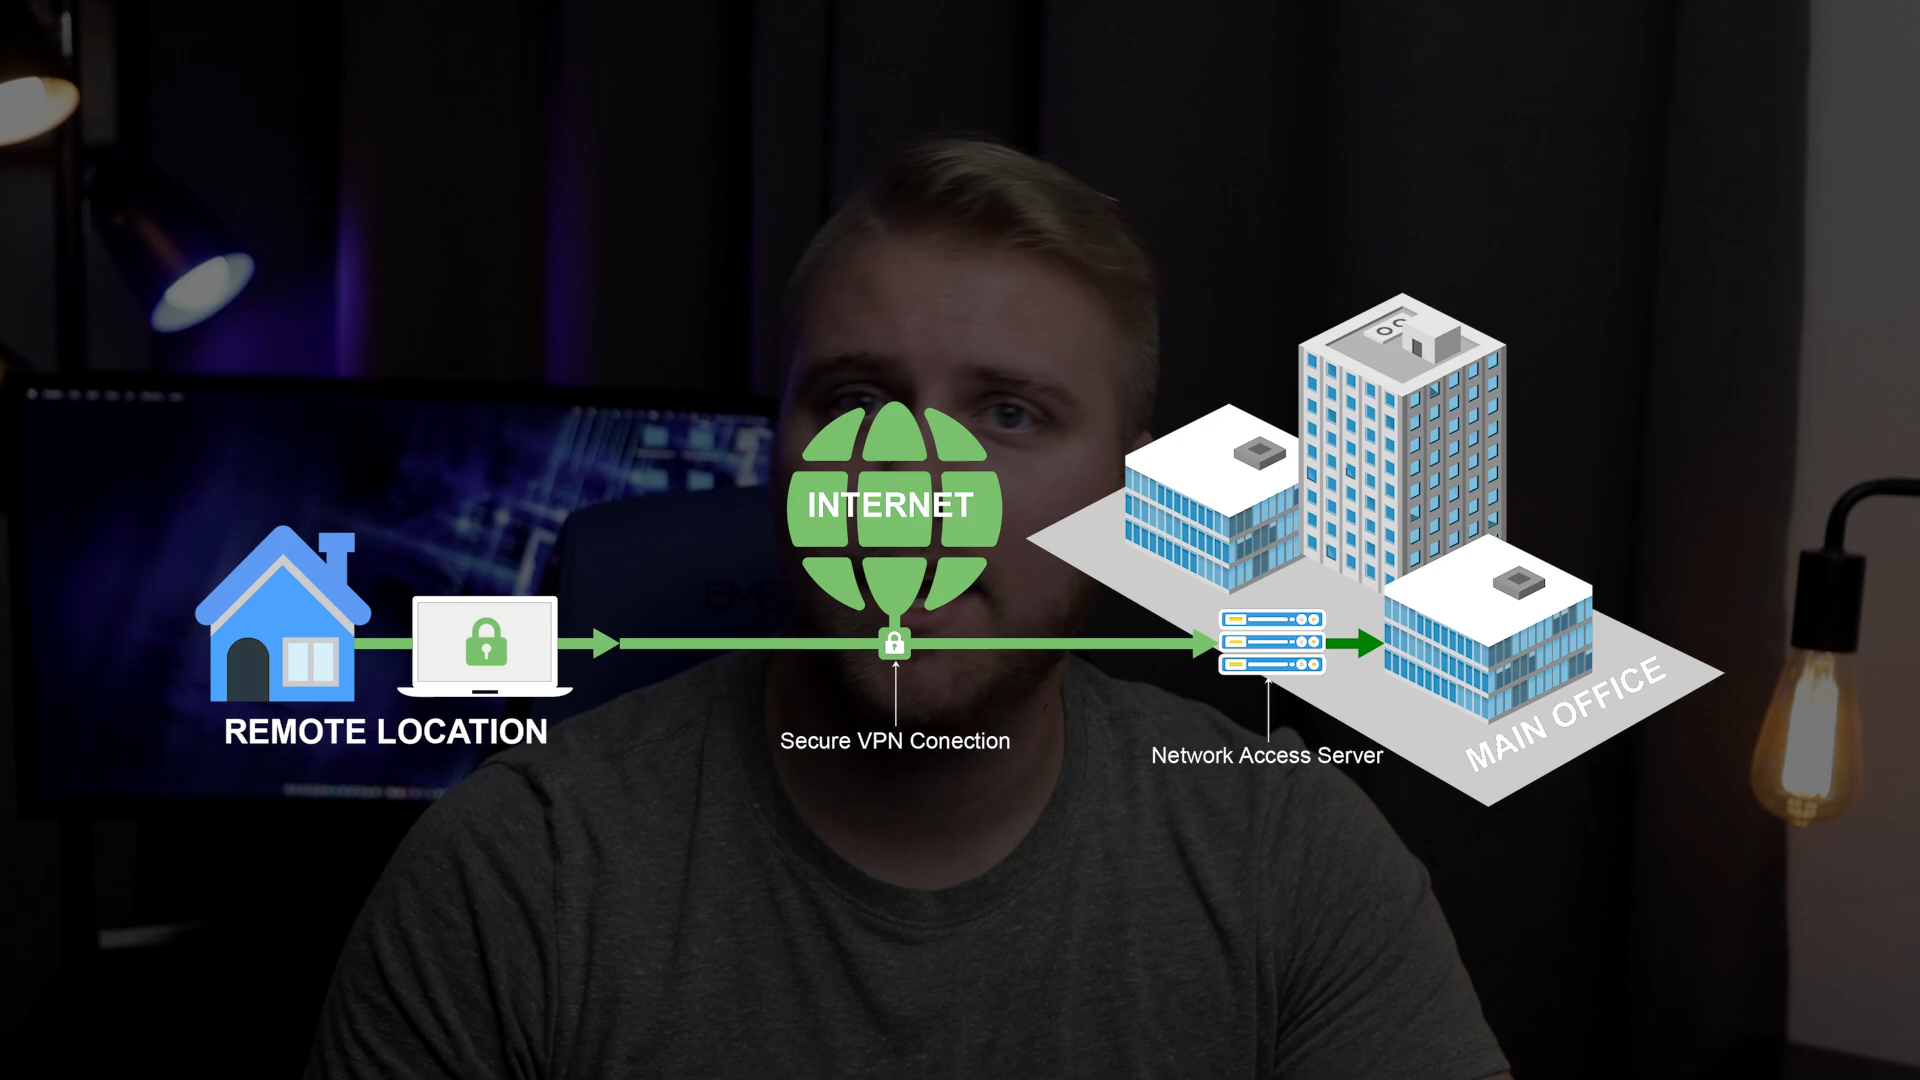 INTERNET
REMOTE LOCATION
Secure VPN Conection
Network Access Server
MAIN OFFICE